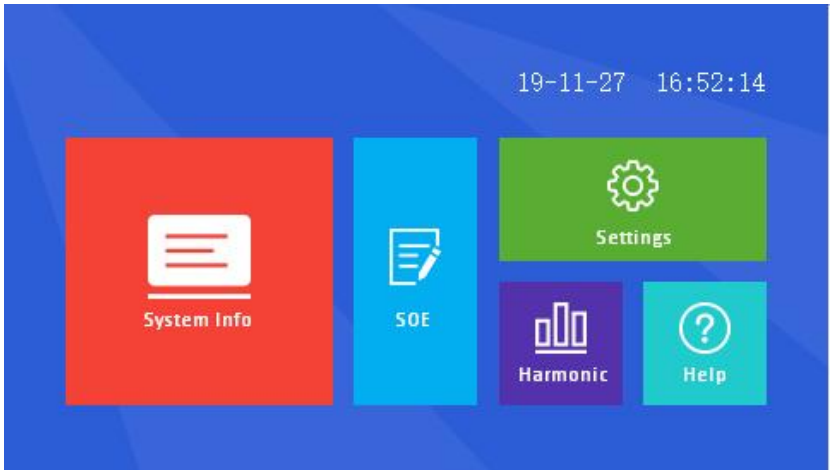 19-11-27 16:52:14
Settings
System Info
SOE
Harmonic
Help